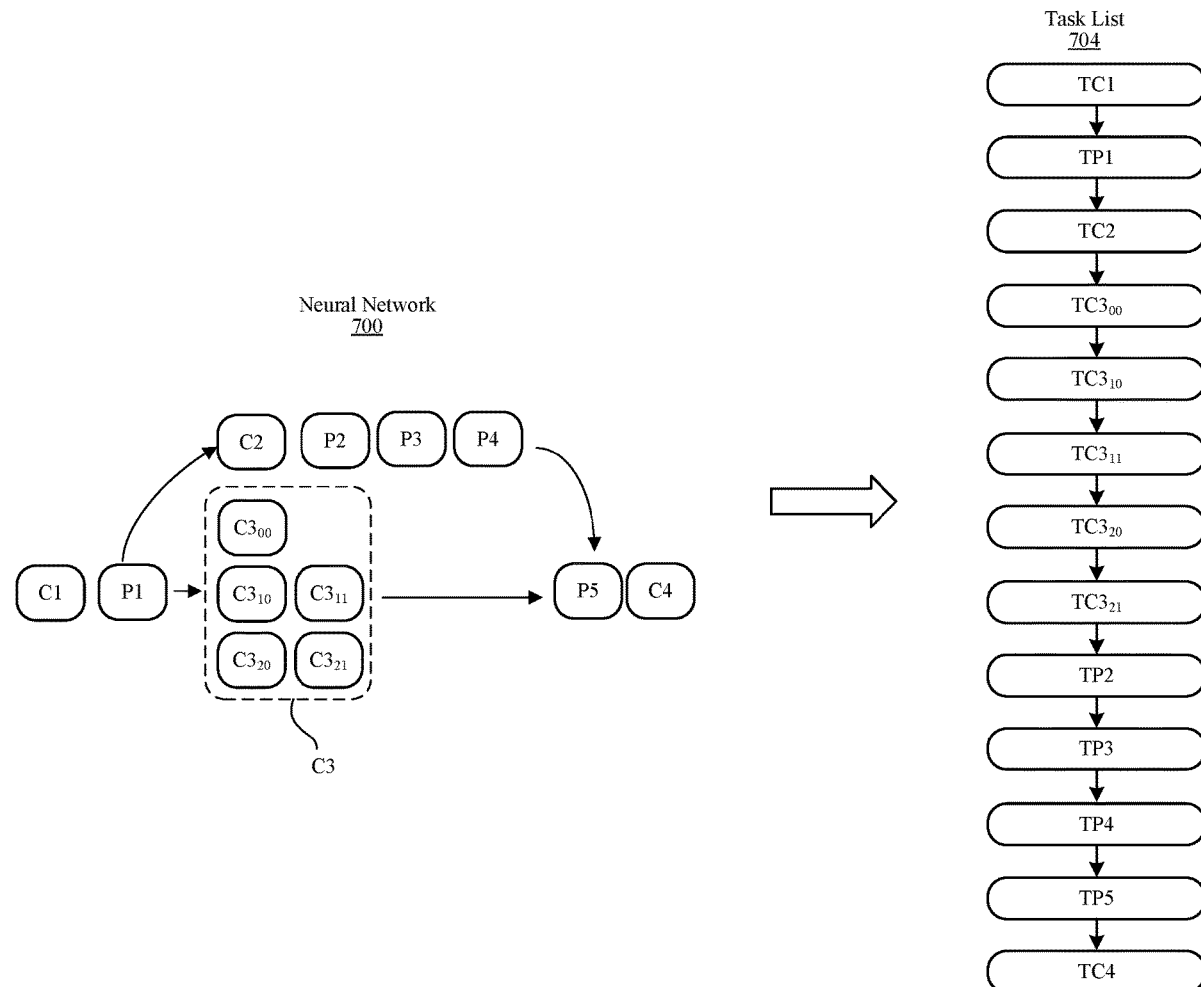 Neural Network
700
C2
P2
P3
P4
C3₀₀
C1
P1
C3₁₀
C3₁₁
P5
C4
C3₂₀
C3₂₁
C3
Task List
704
TC1
TP1
TC2
TC3₀₀
TC3₁₀
TC3₁₁
TC3₂₀
TC3₂₁
TP2
TP3
TP4
TP5
TC4